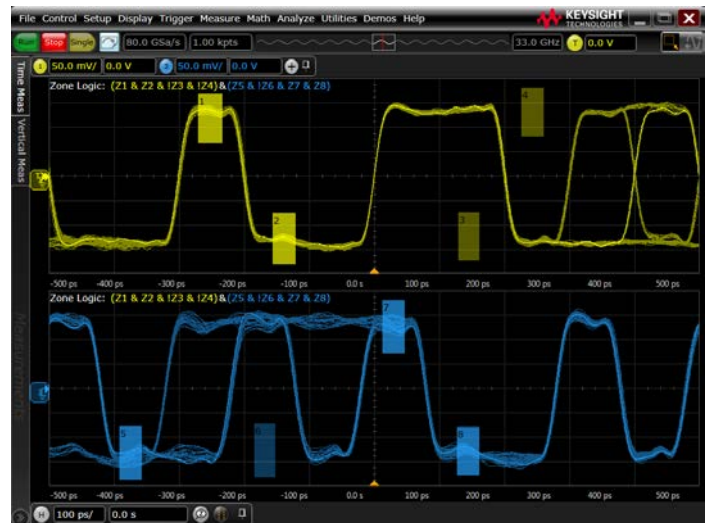 File Control Setup Display Trigger Measure Math Analyze Utilities Demos Help
KEYSIGHT
TECHNOLOGIES
Run Stop Single 80.0 GSa/s 1.00 kpts 33.0 GHz T 0.0 V
1 50.0 mV/ 0.0 V 2 50.0 mV/ 0.0 V
Time Meas
Vertical Meas
Measurements
Zone Logic: (Z1 & Z2 & !Z3 & !Z4)&(Z5 & !Z6 & Z7 & Z8)
1
4
2
3
-500 ps -400 ps -300 ps -200 ps -100 ps 0.0 s 100 ps 200 ps 300 ps 400 ps 500 ps
Zone Logic: (Z1 & Z2 & !Z3 & !Z4)&(Z5 & !Z6 & Z7 & Z8)
7
5
6
8
-500 ps -400 ps -300 ps -200 ps -100 ps 0.0 s 100 ps 200 ps 300 ps 400 ps 500 ps
H 100 ps/ 0.0 s